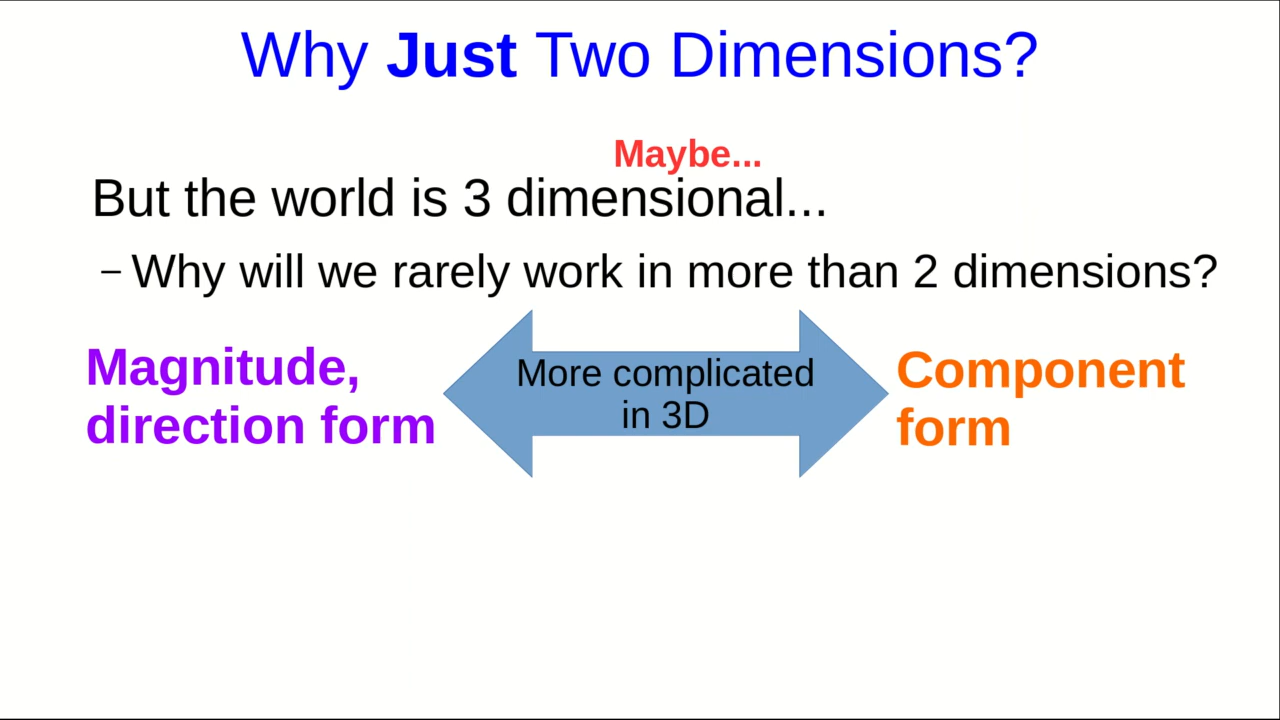 Why Just Two Dimensions?
Maybe...
But the world is 3 dimensional...
– Why will we rarely work in more than 2 dimensions?
Magnitude,
direction form
More complicated
in 3D
Component
form